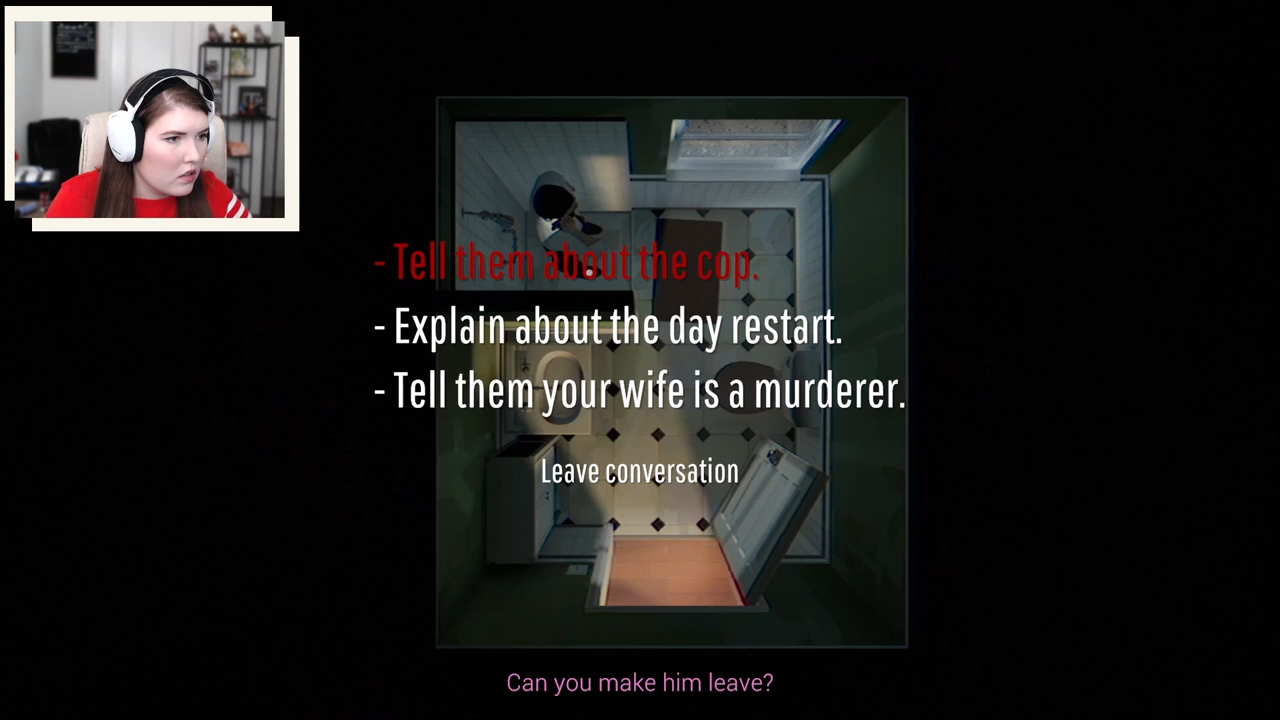 - Tell them about the cop.
- Explain about the day restart.
- Tell them your wife is a murderer.
Leave conversation
Can you make him leave?